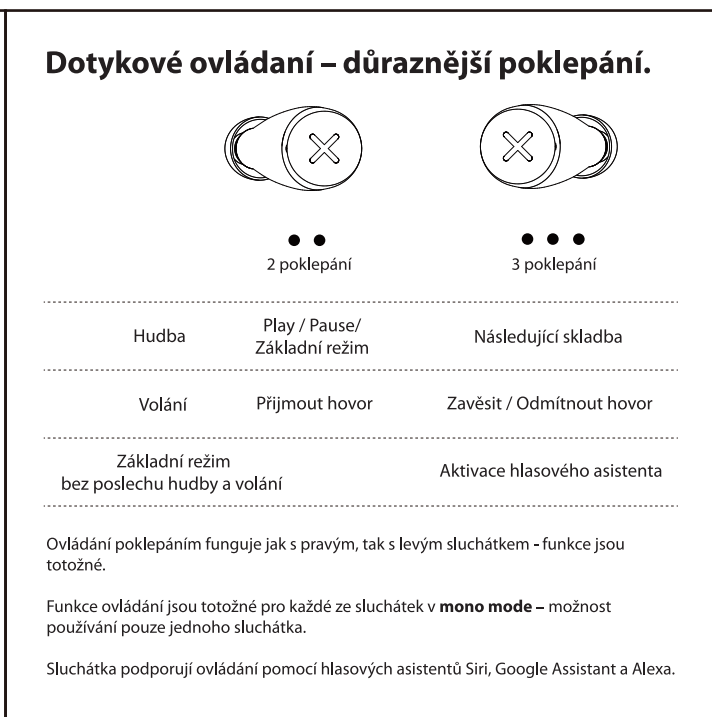 Dotykové ovládaní – důraznější poklepání.
2 poklepání
3 poklepání
Hudba
Play / Pause/
Základní režim
Následující skladba
Volání
Přijmout hovor
Zavěsit / Odmítnout hovor
Základní režim
bez poslechu hudby a volání
Aktivace hlasového asistenta
Ovládání poklepáním funguje jak s pravým, tak s levým sluchátkem - funkce jsou
totožné.
Funkce ovládání jsou totožné pro každé ze sluchátek v mono mode – možnost
používání pouze jednoho sluchátka.
Sluchátka podporují ovládání pomocí hlasových asistentů Siri, Google Assistant a Alexa.